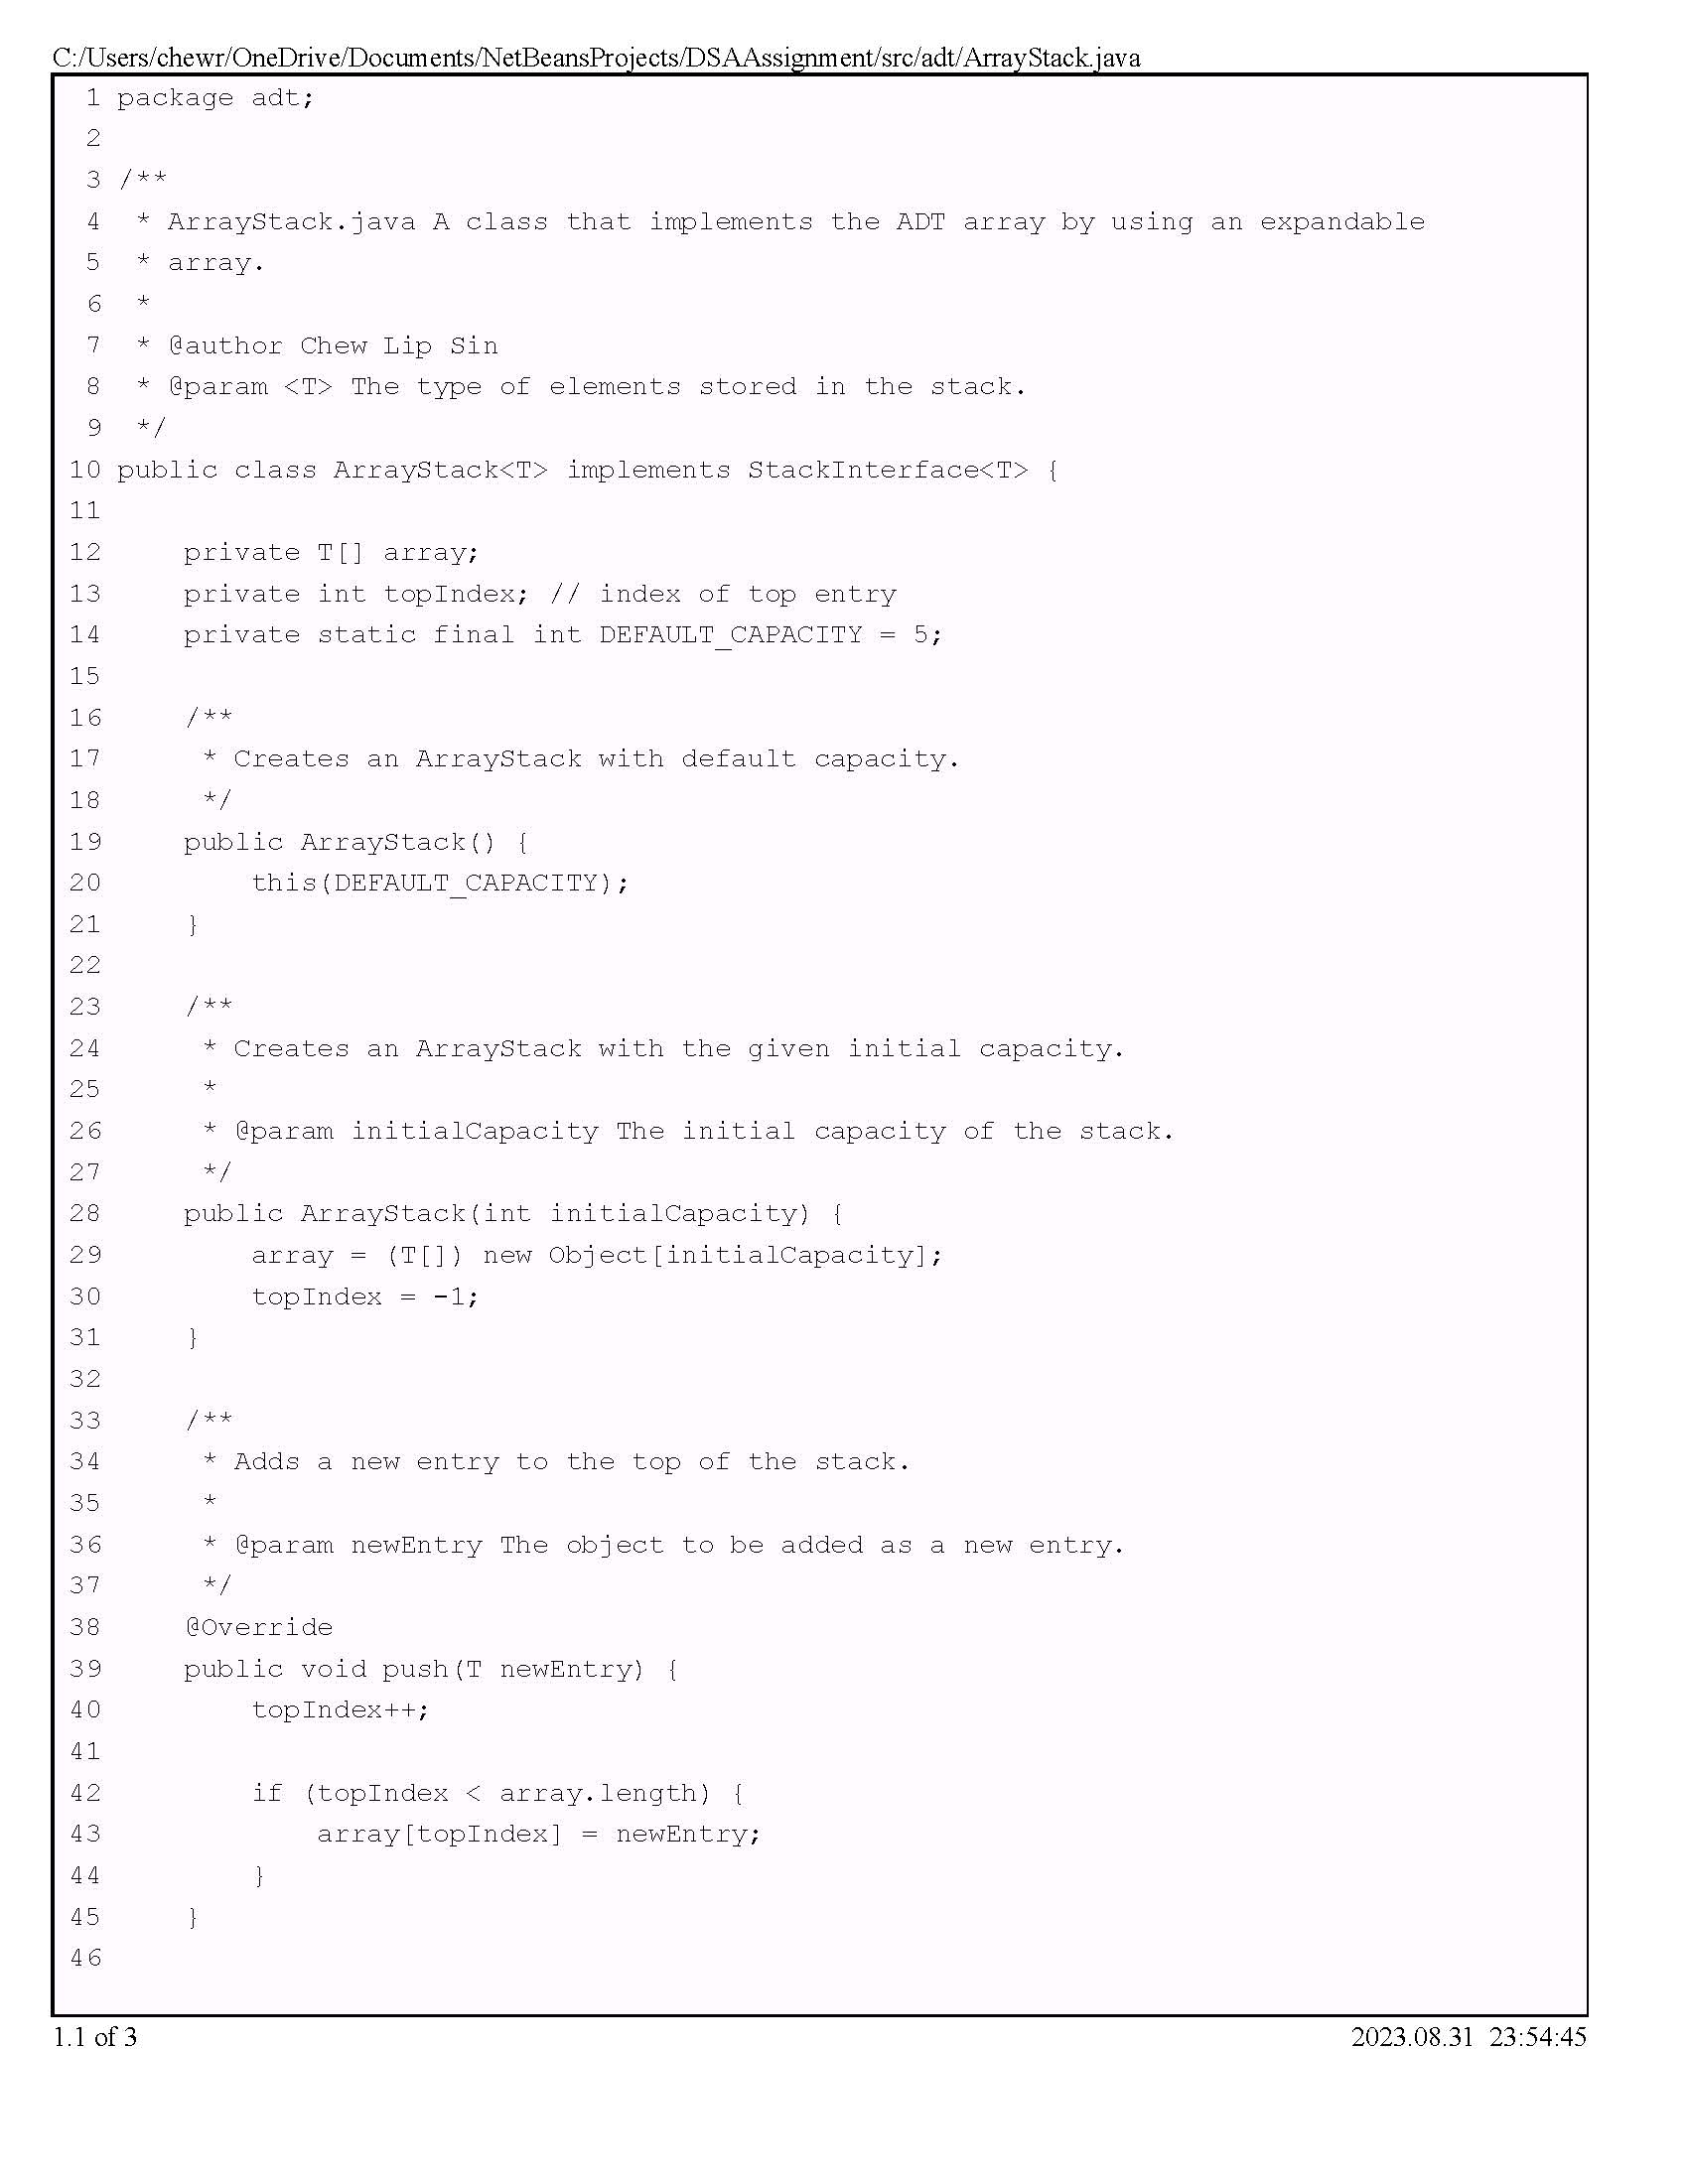 C:/Users/chewr/OneDrive/Documents/NetBeansProjects/DSAAssignment/src/adt/ArrayStack.java
1 package adt;
2
3 /**
4  * ArrayStack.java A class that implements the ADT array by using an expandable
5  * array.
6  *
7  * @author Chew Lip Sin
8  * @param <T> The type of elements stored in the stack.
9  */
10 public class ArrayStack<T> implements StackInterface<T> {
11
12     private T[] array;
13     private int topIndex; // index of top entry
14     private static final int DEFAULT_CAPACITY = 5;
15
16     /**
17      * Creates an ArrayStack with default capacity.
18      */
19     public ArrayStack() {
20         this(DEFAULT_CAPACITY);
21     }
22
23     /**
24      * Creates an ArrayStack with the given initial capacity.
25      *
26      * @param initialCapacity The initial capacity of the stack.
27      */
28     public ArrayStack(int initialCapacity) {
29         array = (T[]) new Object[initialCapacity];
30         topIndex = -1;
31     }
32
33     /**
34      * Adds a new entry to the top of the stack.
35      *
36      * @param newEntry The object to be added as a new entry.
37      */
38     @Override
39     public void push(T newEntry) {
40         topIndex++;
41
42         if (topIndex < array.length) {
43             array[topIndex] = newEntry;
44         }
45     }
46
1.1 of 3 2023.08.31 23:54:45